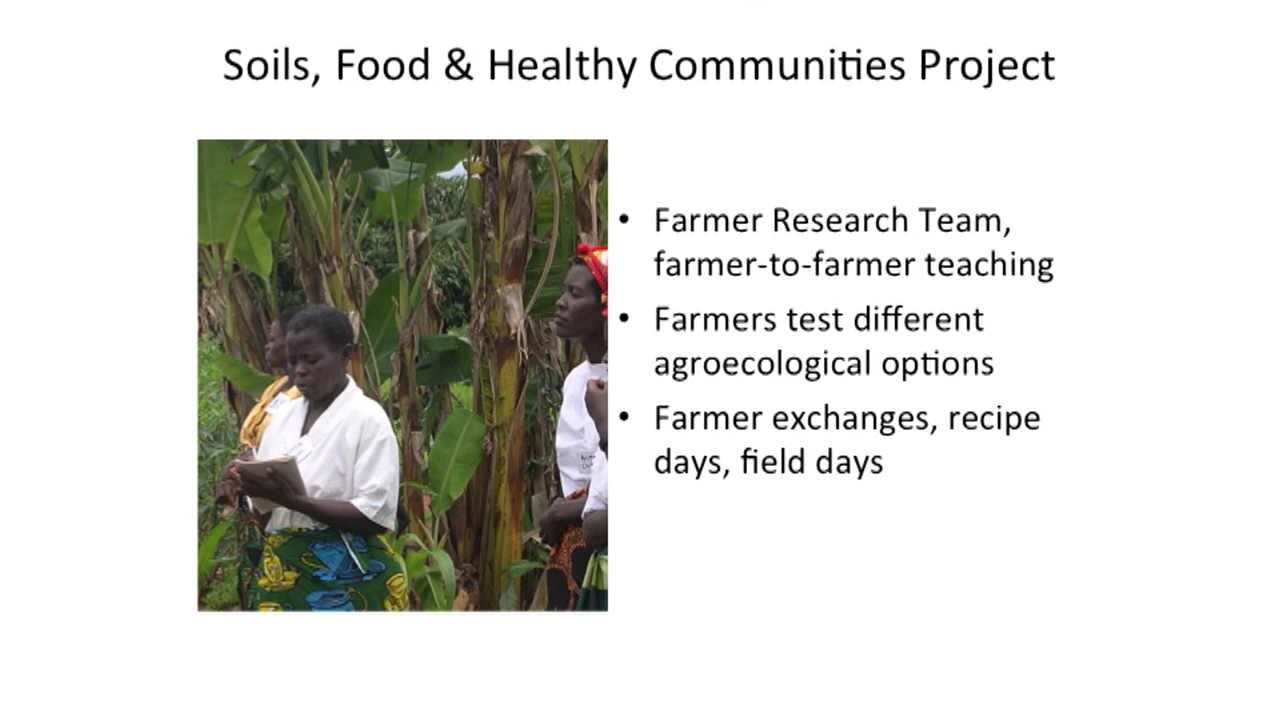 Soils, Food & Healthy Communities Project
• Farmer Research Team,
farmer-to-farmer teaching
• Farmers test different
agroecological options
• Farmer exchanges, recipe
days, field days